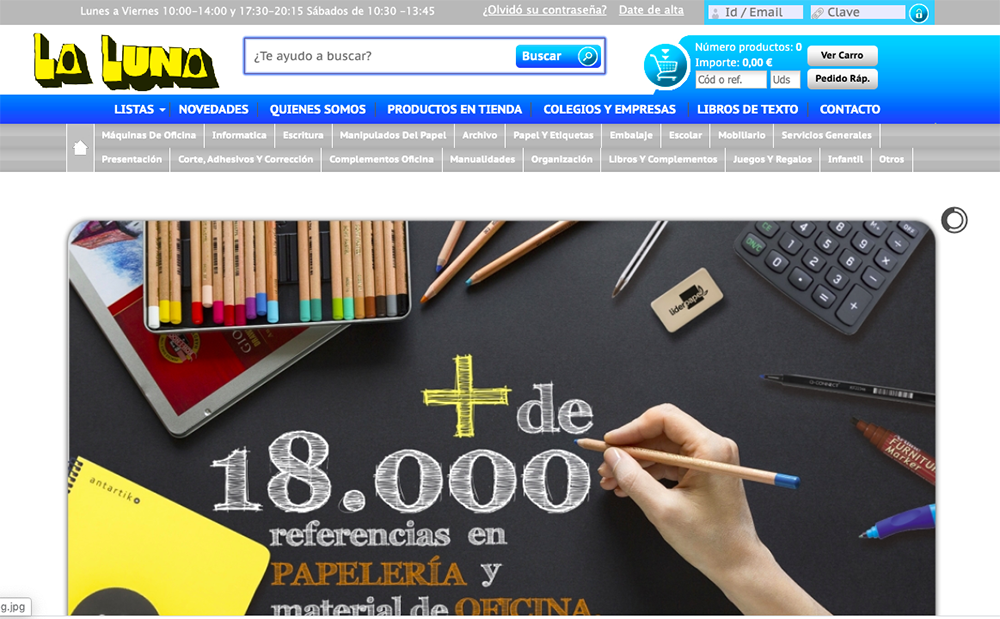 Lunes a Viernes 10:00-14:00 y 17:30-20:15 Sábados de 10:30 -13:45
¿Olvidó su contraseña?
Date de alta
Id / Email
Clave
LA LUNA
¿Te ayudo a buscar?
Buscar
Número productos: 0
Importe: 0,00 €
Cód o ref.
Uds
Ver Carro
Pedido Ráp.
LISTAS
NOVEDADES
QUIENES SOMOS
PRODUCTOS EN TIENDA
COLEGIOS Y EMPRESAS
LIBROS DE TEXTO
CONTACTO
Máquinas De Oficina
Informatica
Escritura
Manipulados Del Papel
Archivo
Papel Y Etiquetas
Embalaje
Escolar
Mobiliario
Servicios Generales
Presentación
Corte, Adhesivos Y Corrección
Complementos Oficina
Manualidades
Organización
Libros Y Complementos
Juegos Y Regalos
Infantil
Otros
liderpapel
+ de
18.000
referencias en
PAPELERÍA y
material de OFICINA.
antartik
FURNITU
Marker
g.jpg